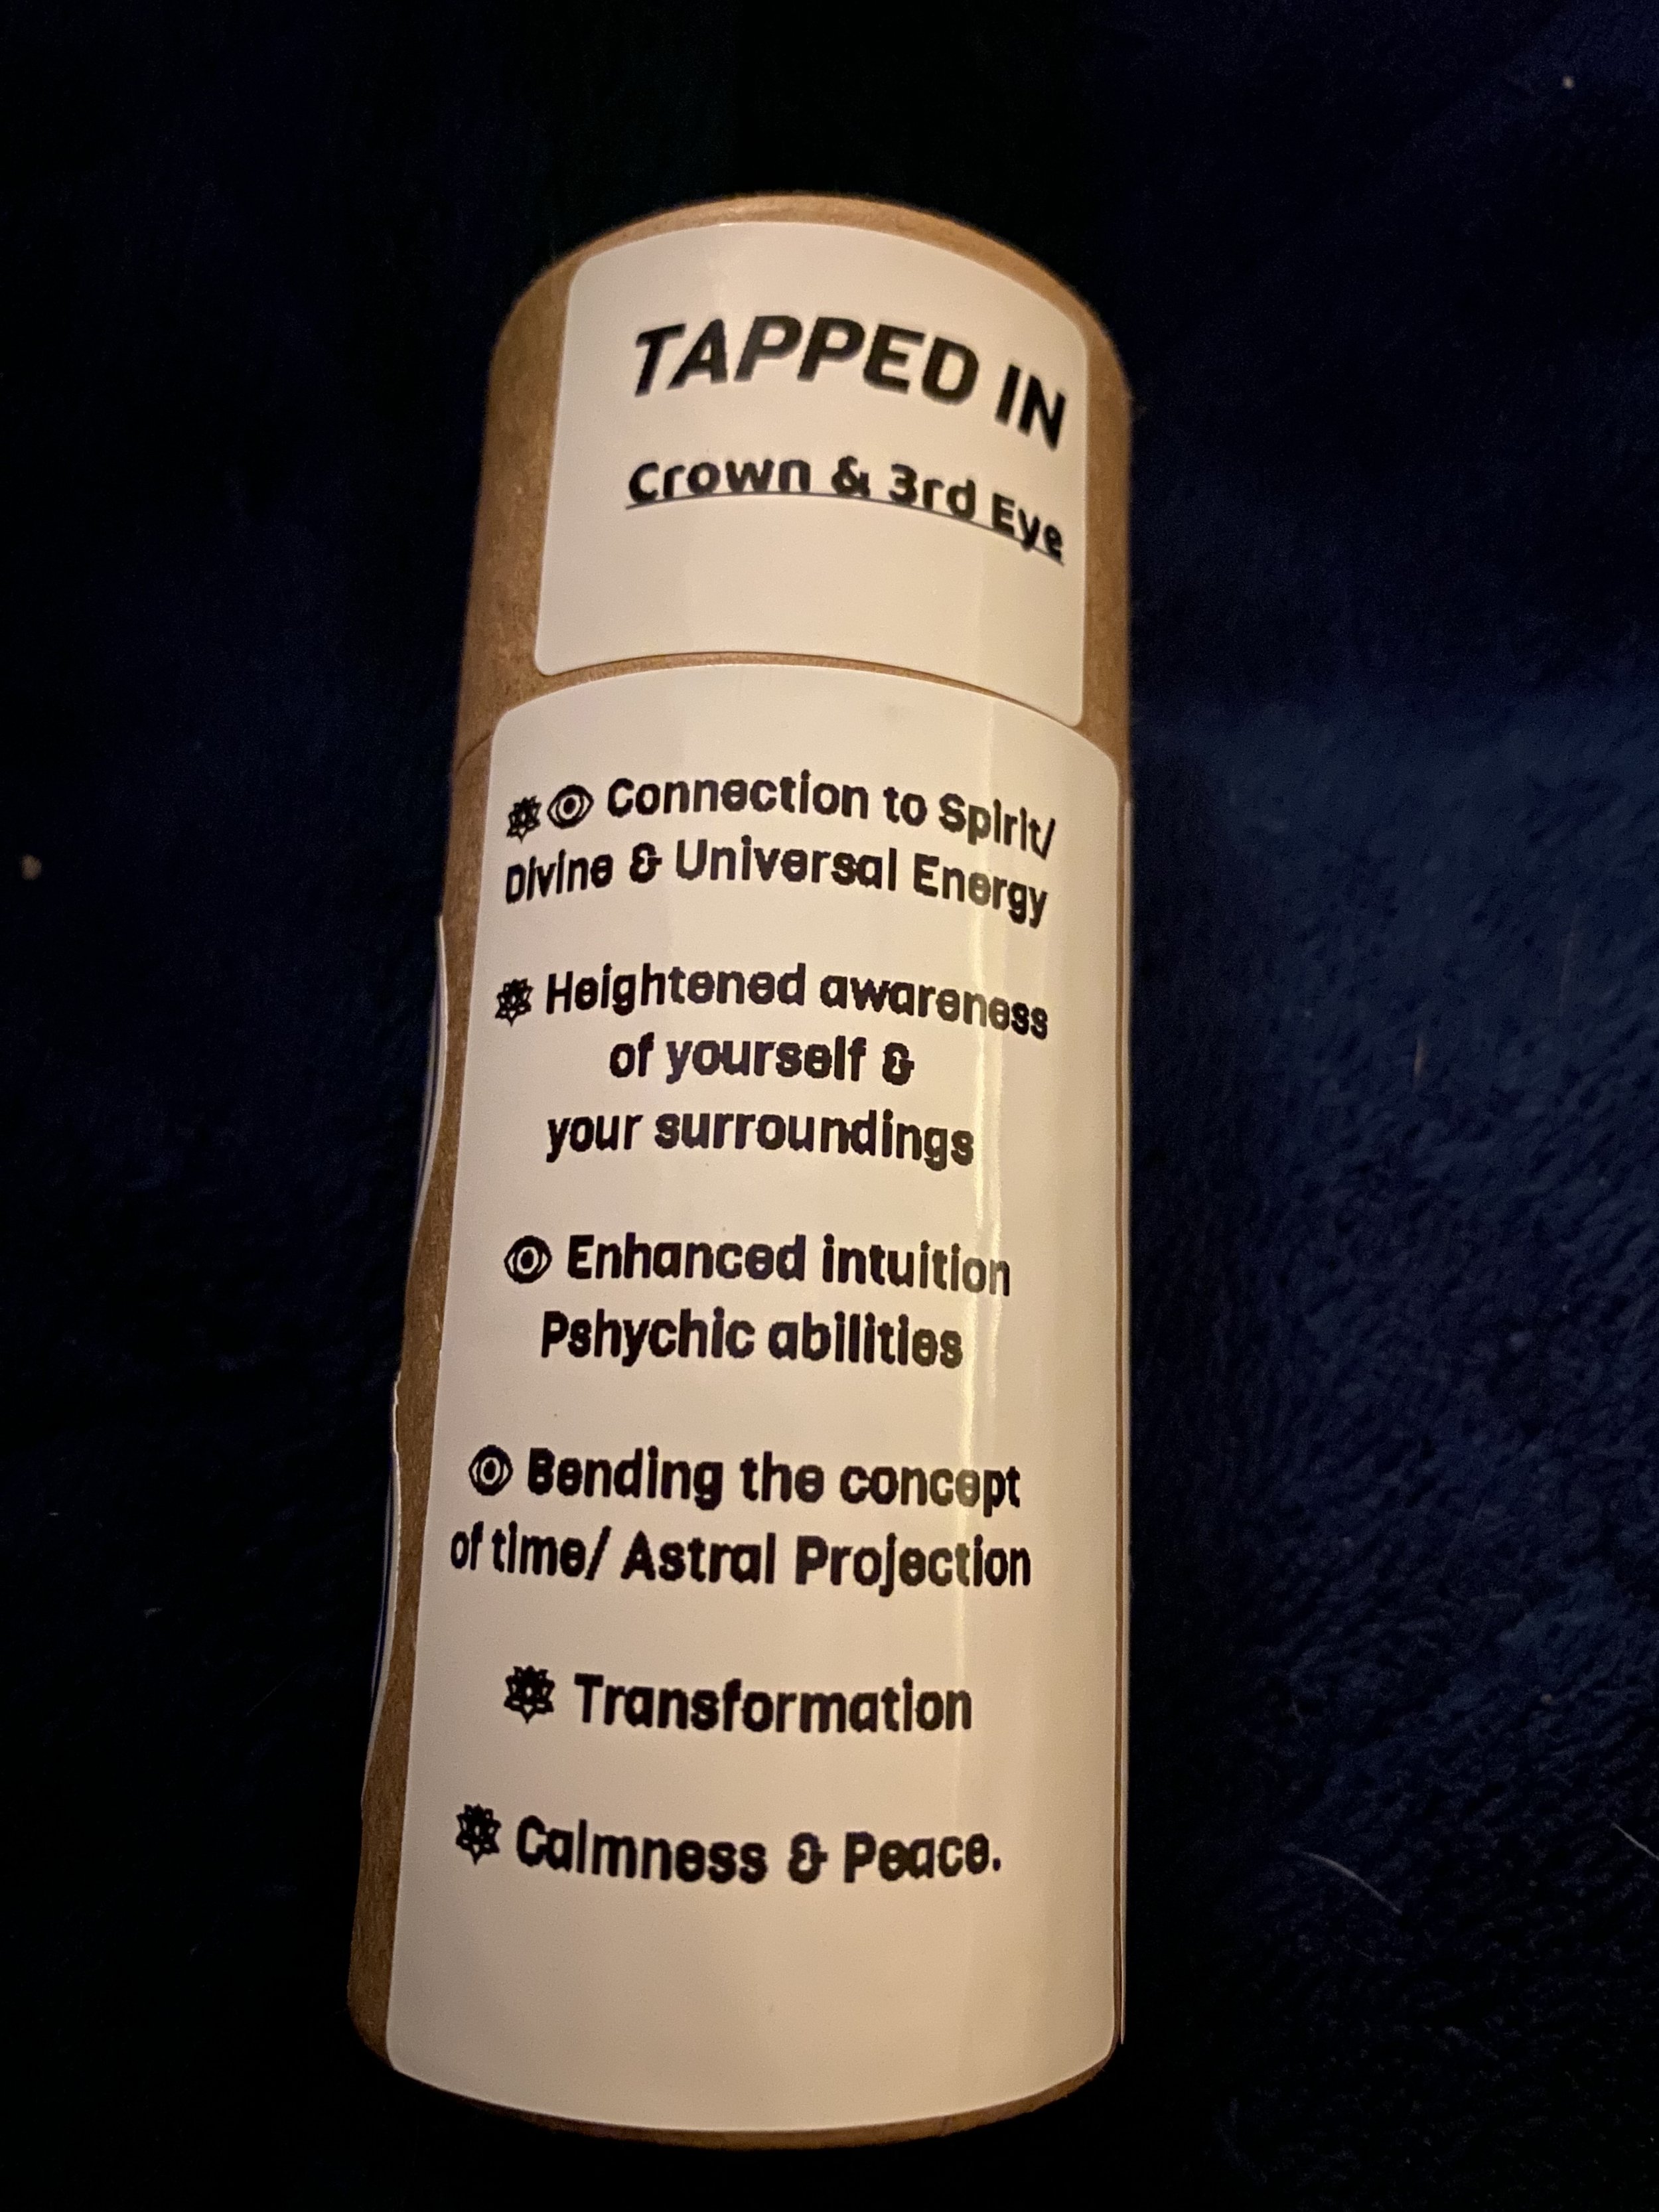 TAPPED IN
Crown & 3rd Eye
Connection to Spirit/
Divine & Universal Energy
Heightened awareness
of yourself &
your surroundings
Enhanced intuition
Pshychic abilities
Bending the concept
of time/ Astral Projection
Transformation
Calmness & Peace.